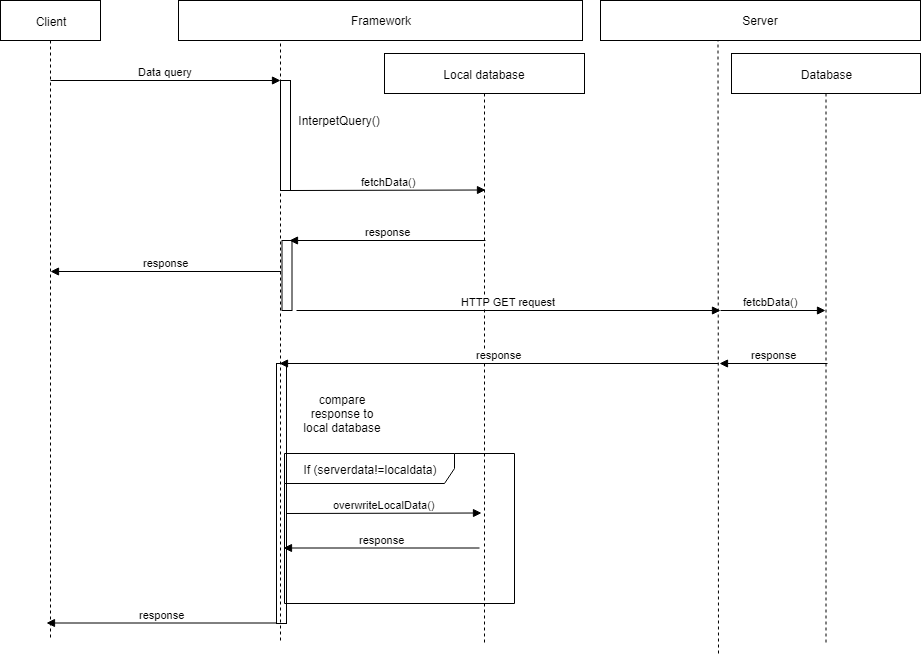 Client
Framework
Server
Local database
Database
Data query
InterpetQuery()
fetchData()
response
response
HTTP GET request
fetcbData()
response
response
compare
response to
local database
If (serverdata!=localdata)
overwriteLocalData()
response
response